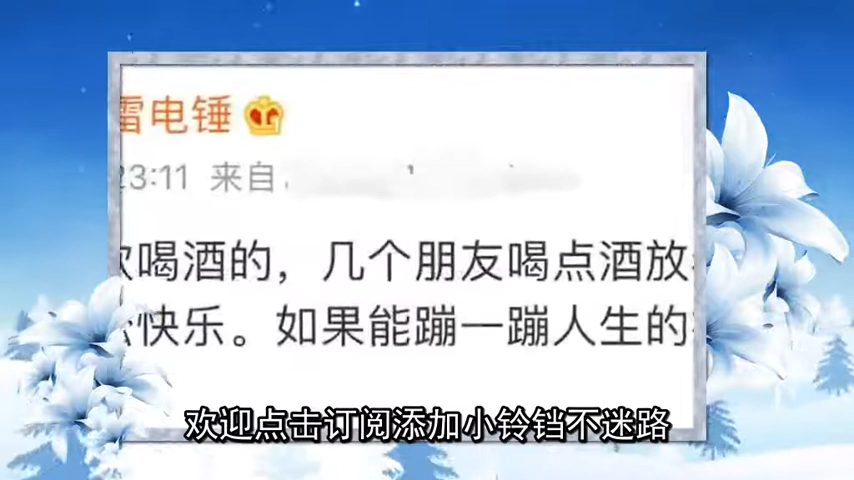 雷电锤
23:11 来自
欢喝酒的，几个朋友喝点酒放
快乐。如果能蹦一蹦人生的
欢迎点击订阅添加小铃铛不迷路